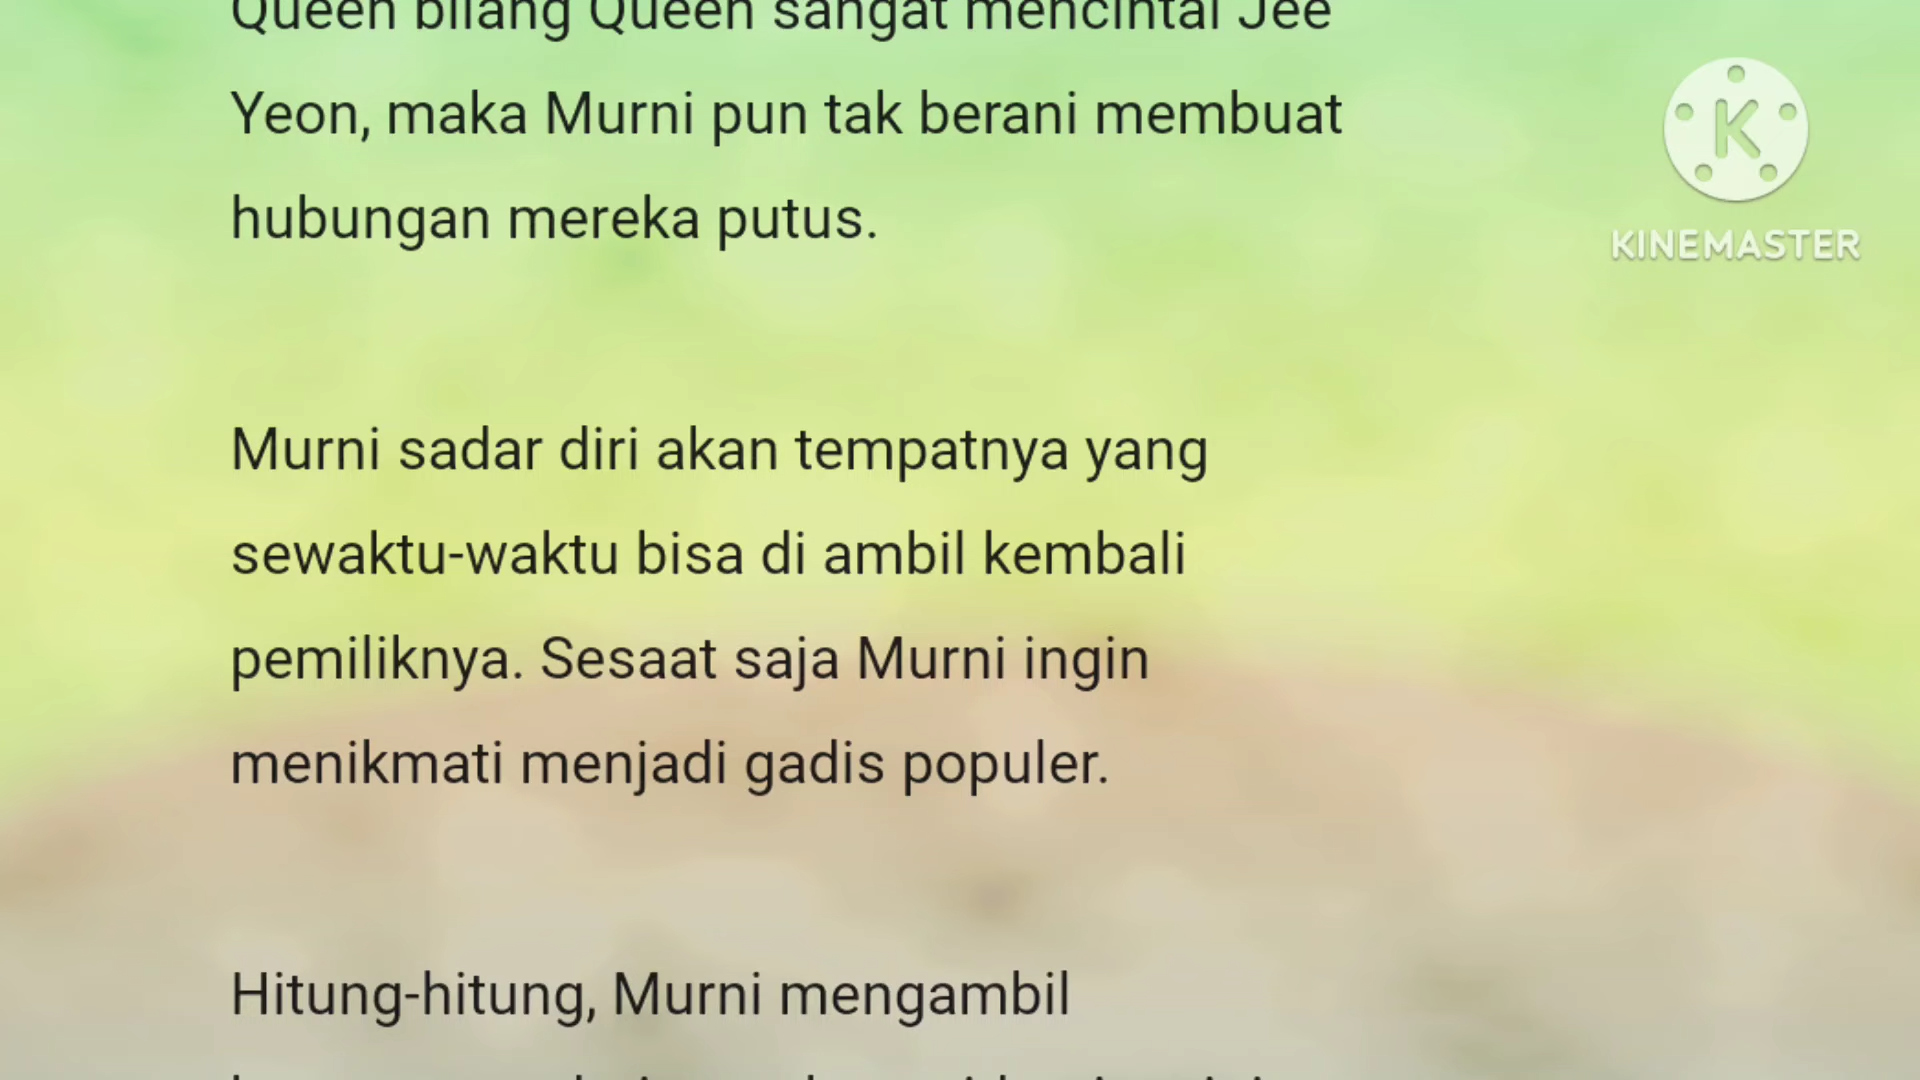 Queen bilang Queen sangat mencintai Jee
Yeon, maka Murni pun tak berani membuat
hubungan mereka putus.
Murni sadar diri akan tempatnya yang
sewaktu-waktu bisa di ambil kembali
pemiliknya. Sesaat saja Murni ingin
menikmati menjadi gadis populer.
Hitung-hitung, Murni mengambil
K
KINEMASTER